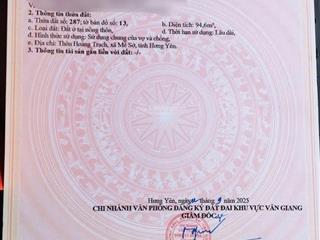 V.
2. Thông tin thửa đất:
a. Thửa đất số: 287; tờ bản đồ số: 13, b. Diện tích: 94,6m².
c. Loại đất: Đất ở tại nông thôn, d. Thời hạn sử dụng: Lâu dài,
đ. Hình thức sử dụng: Sử dụng chung của vợ và chồng,
e. Địa chỉ: Thôn Hoàng Trạch, xã Mễ Sở, tỉnh Hưng Yên.
3. Thông tin tài sản gắn liền với đất: -/-
Hưng Yên, ngày tháng 9 năm 2025
CHI NHÁNH VĂN PHÒNG ĐĂNG KÝ ĐẤT ĐAI KHU VỰC VĂN GIANG
GIÁM ĐỐC